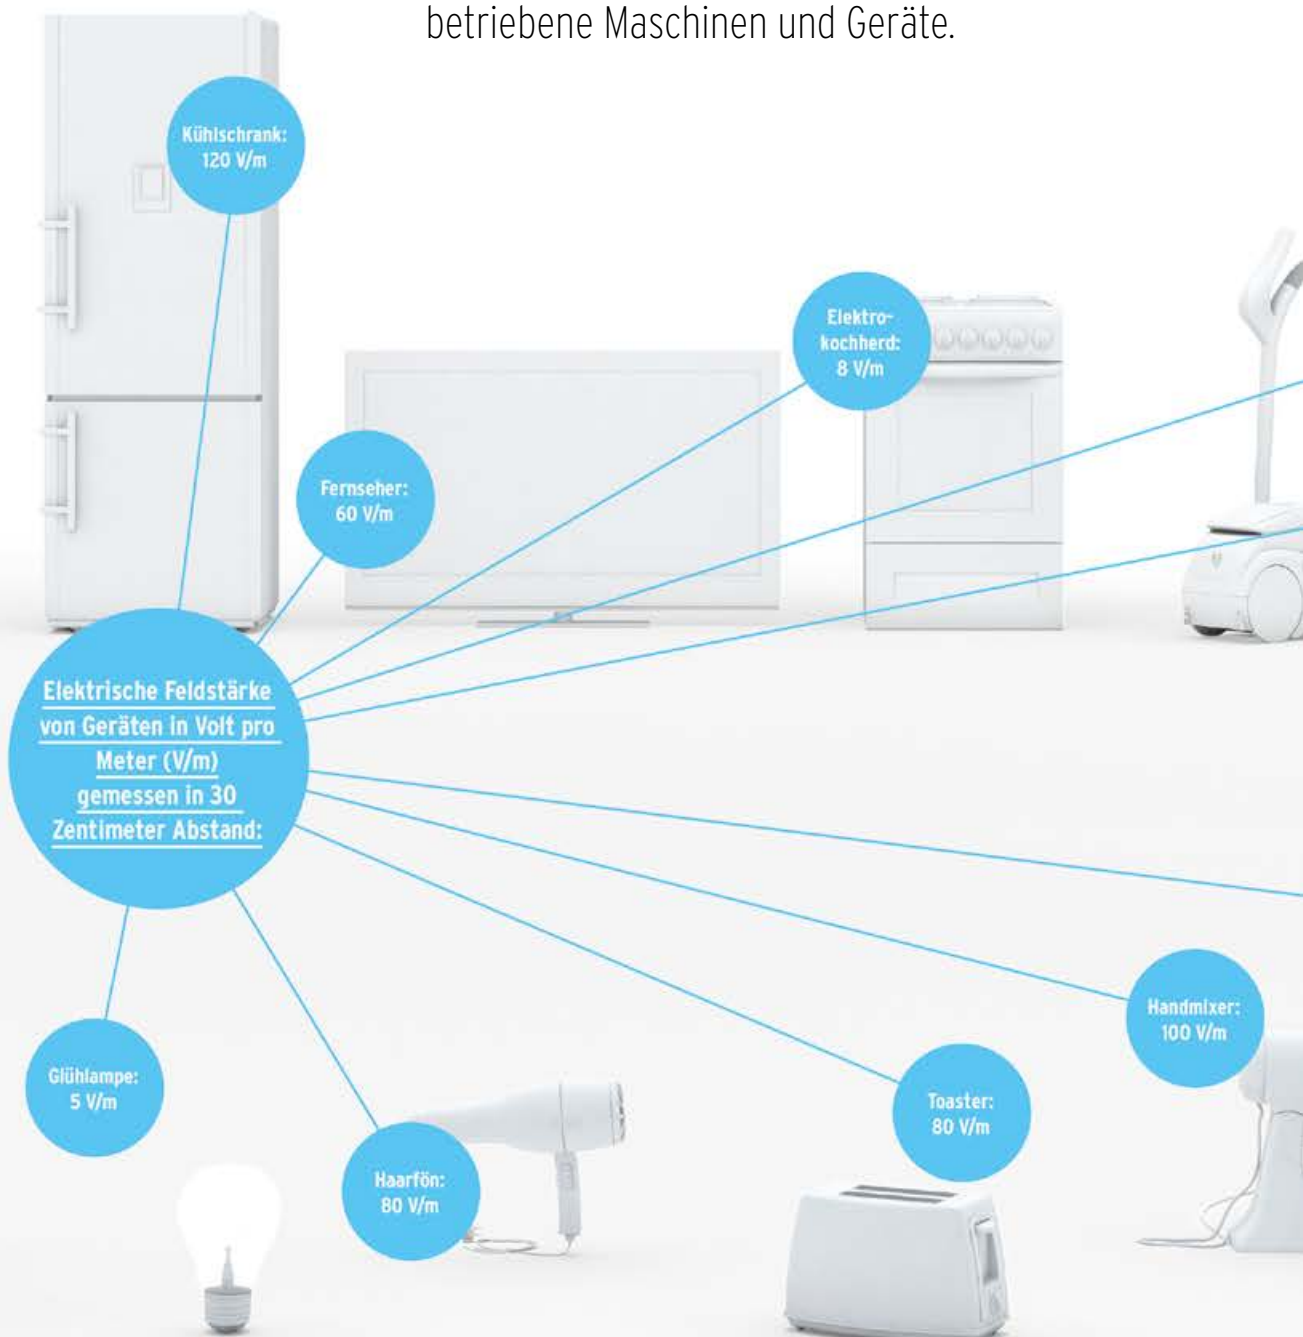 betriebene Maschinen und Geräte.
Kühlschrank:
120 V/m
Elektro-
kochherd:
8 V/m
Fernseher:
60 V/m
Elektrische Feldstärke
von Geräten in Volt pro
Meter (V/m)
gemessen in 30
Zentimeter Abstand:
Handmixer:
100 V/m
Glühlampe:
5 V/m
Toaster:
80 V/m
Haarfön:
80 V/m